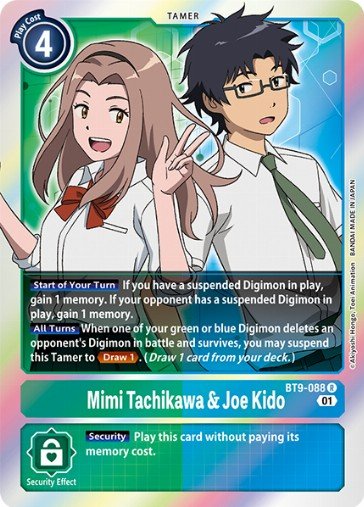 TAMER
Play Cost
4
Start of Your Turn If you have a suspended Digimon in play,
gain 1 memory. If your opponent has a suspended Digimon in
play, gain 1 memory.
All Turns When one of your green or blue Digimon deletes an
opponent's Digimon in battle and survives, you may suspend
this Tamer to Draw 1. (Draw 1 card from your deck.)
©Akiyoshi Hongo, Toei Animation BANDAI MADE IN JAPAN
BT9-088 R
Mimi Tachikawa & Joe Kido
01
Security Play this card without paying its
memory cost.
Security Effect